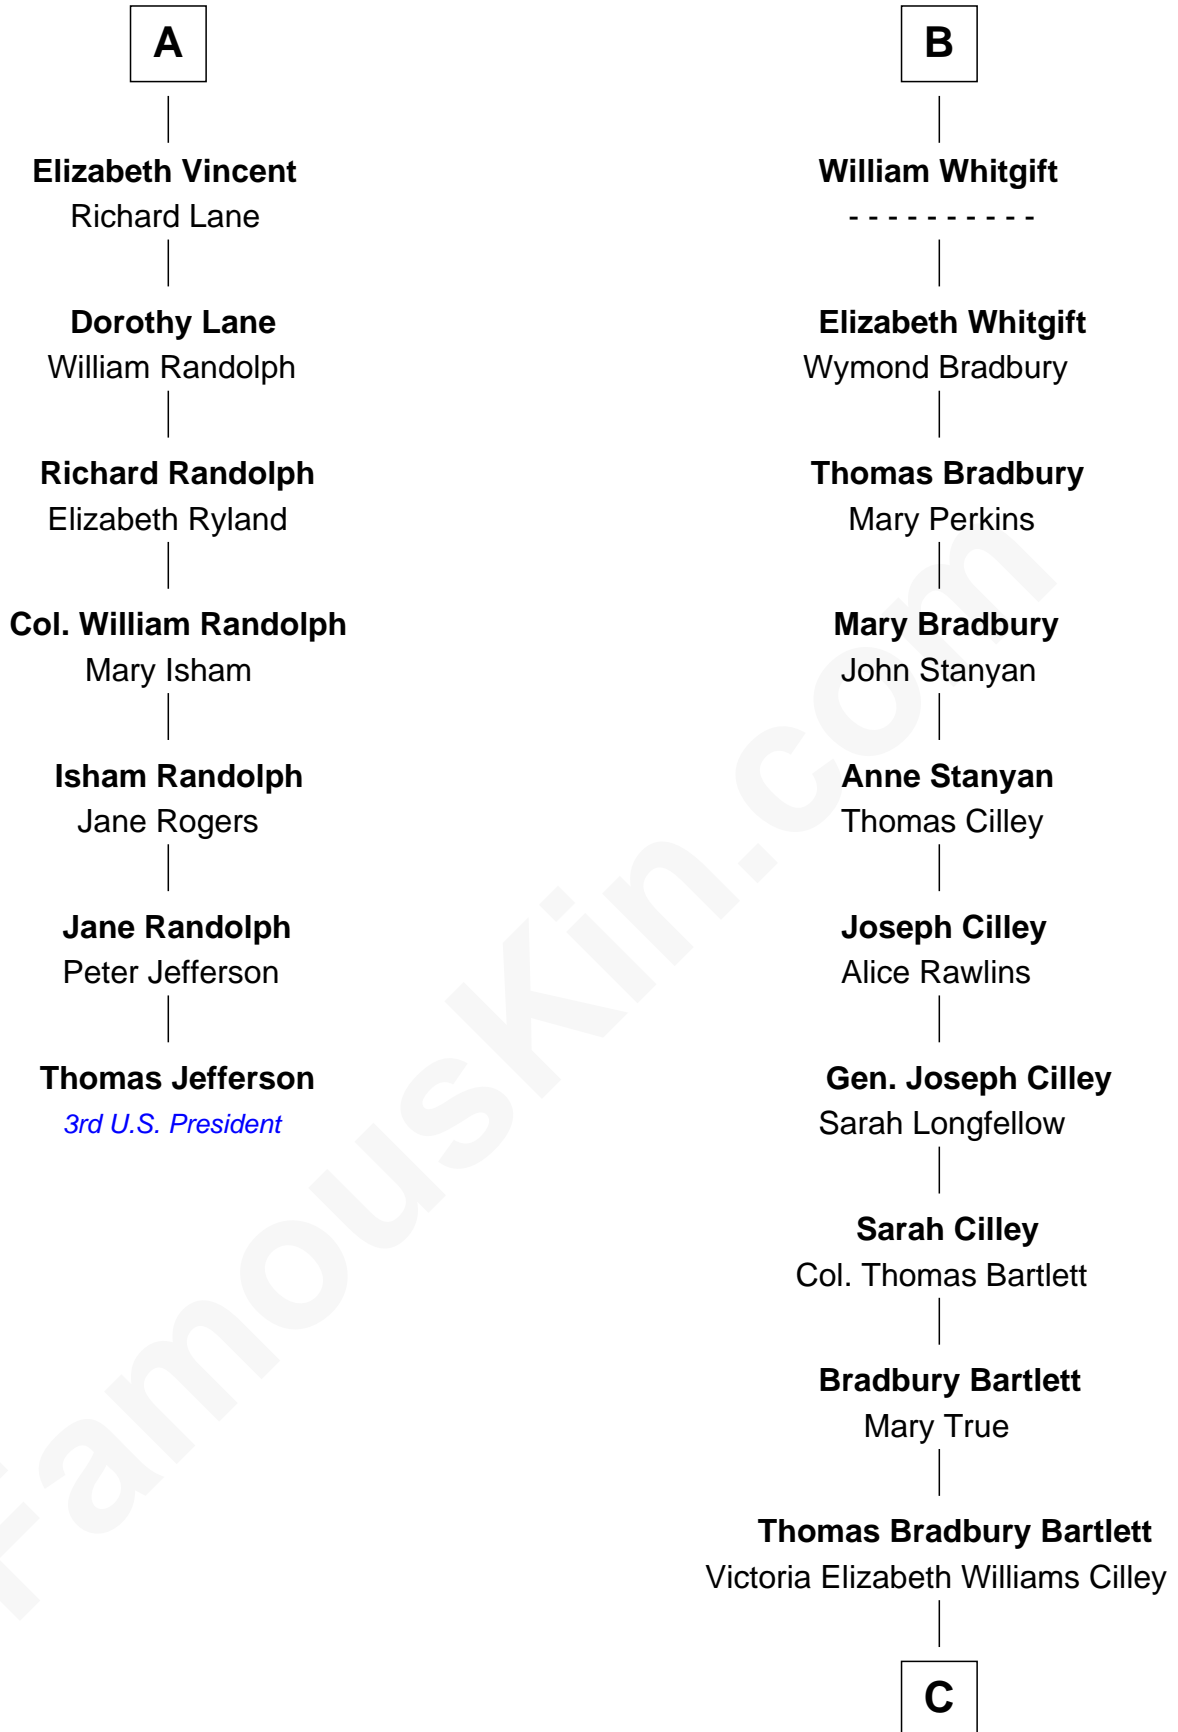 A
Elizabeth Vincent
Richard Lane
Dorothy Lane
William Randolph
Richard Randolph
Elizabeth Ryland
Col. William Randolph
Mary Isham
Isham Randolph
Jane Rogers
Jane Randolph
Peter Jefferson
Thomas Jefferson
3rd U.S. President
B
William Whitgift
- - - - - - - - - -
Elizabeth Whitgift
Wymond Bradbury
Thomas Bradbury
Mary Perkins
Mary Bradbury
John Stanyan
Anne Stanyan
Thomas Cilley
Joseph Cilley
Alice Rawlins
Gen. Joseph Cilley
Sarah Longfellow
Sarah Cilley
Col. Thomas Bartlett
Bradbury Bartlett
Mary True
Thomas Bradbury Bartlett
Victoria Elizabeth Williams Cilley
C
FamousKin.com